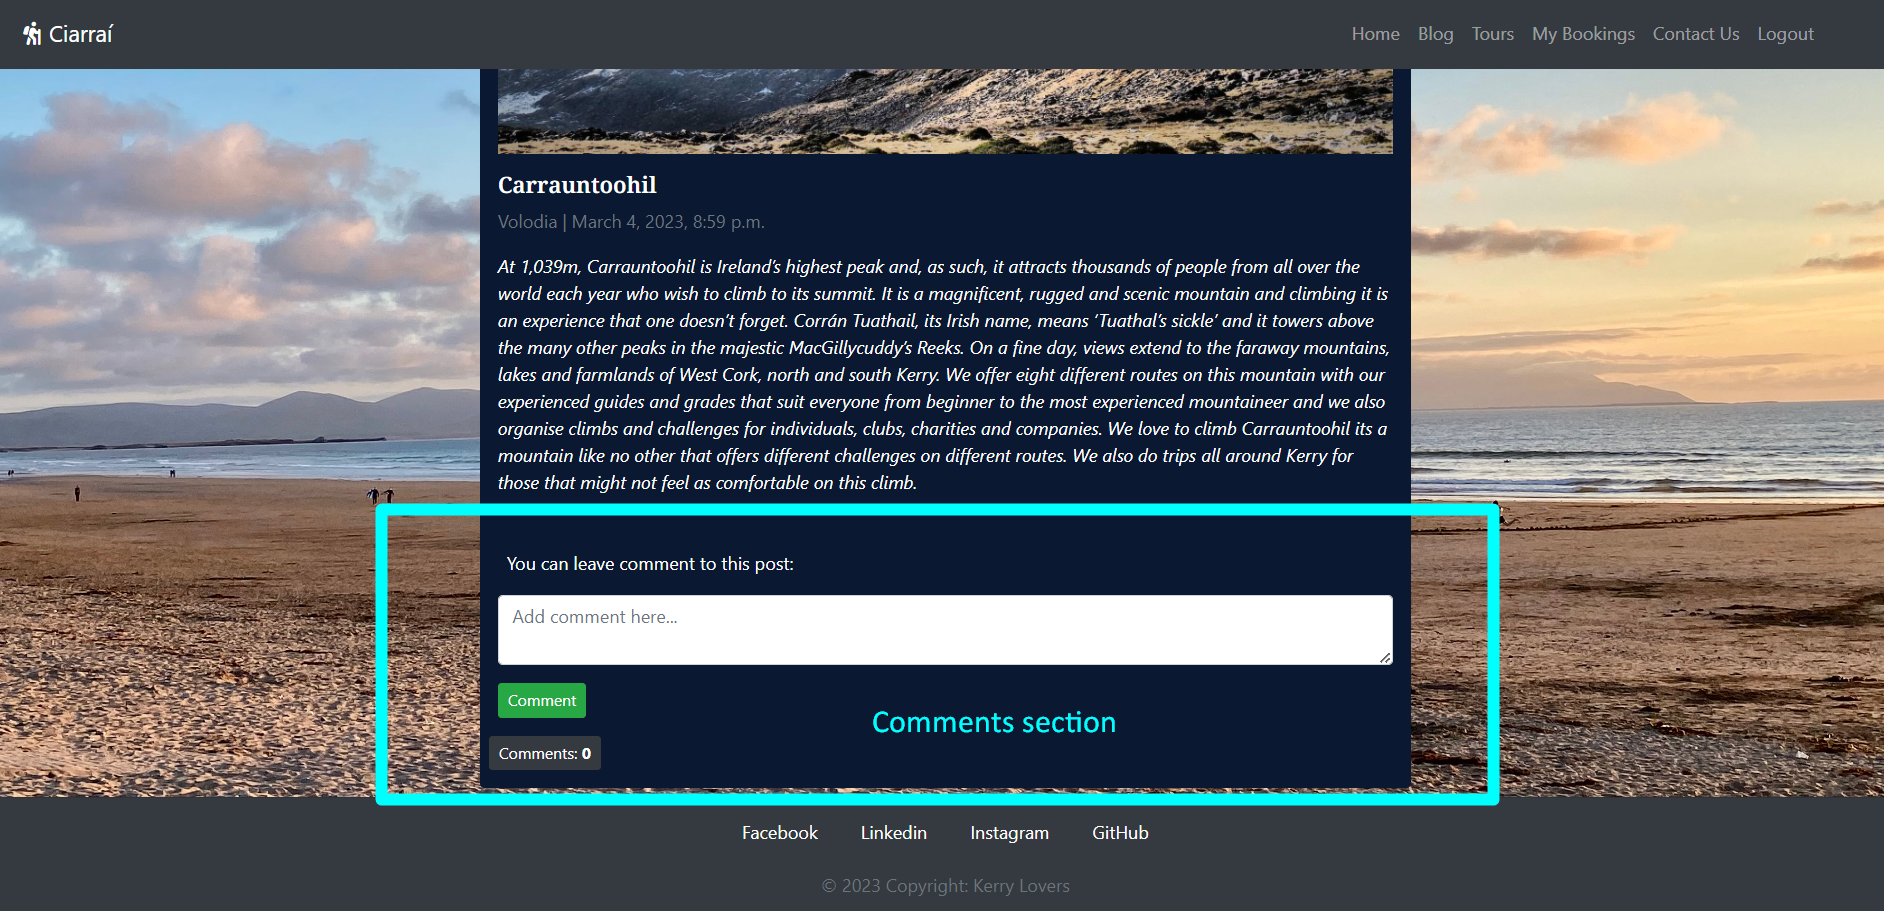 Ciarraí
Home Blog Tours My Bookings Contact Us Logout
Carrauntoohil
Volodia | March 4, 2023, 8:59 p.m.
At 1,039m, Carrauntoohil is Ireland’s highest peak and, as such, it attracts thousands of people from all over the
world each year who wish to climb to its summit. It is a magnificent, rugged and scenic mountain and climbing it is
an experience that one doesn’t forget. Corrán Tuathail, its Irish name, means ‘Tuathal’s sickle’ and it towers above
the many other peaks in the majestic MacGillycuddy’s Reeks. On a fine day, views extend to the faraway mountains,
lakes and farmlands of West Cork, north and south Kerry. We offer eight different routes on this mountain with our
experienced guides and grades that suit everyone from beginner to the most experienced mountaineer and we also
organise climbs and challenges for individuals, clubs, charities and companies. We love to climb Carrauntoohil its a
mountain like no other that offers different challenges on different routes. We also do trips all around Kerry for
those that might not feel as comfortable on this climb.
You can leave comment to this post:
Add comment here...
Comment
Comments section
Comments: 0
Facebook Linkedin Instagram GitHub
© 2023 Copyright: Kerry Lovers